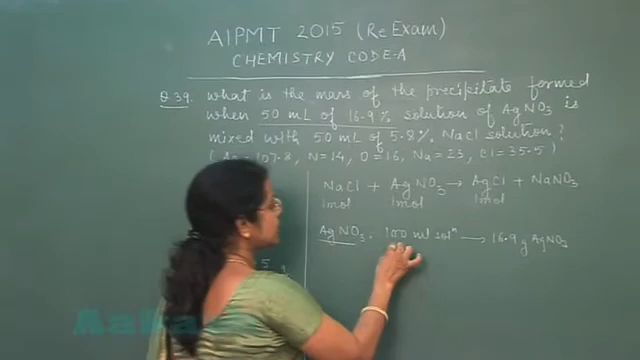 AIPMT 2015 (Re Exam)
CHEMISTRY CODE-A
Q.39. What is the mass of the precipitate formed
when 50 mL of 16.9% solution of AgNO3 is
mixed with 50 mL of 5.8% NaCl solution?
(Ag = 107.8, N=14, O=16, Na=23, Cl=35.5)
NaCl + AgNO3 → AgCl + NaNO3
1mol 1mol 1mol
AgNO3: 100 ml solⁿ → 16.9 g AgNO3